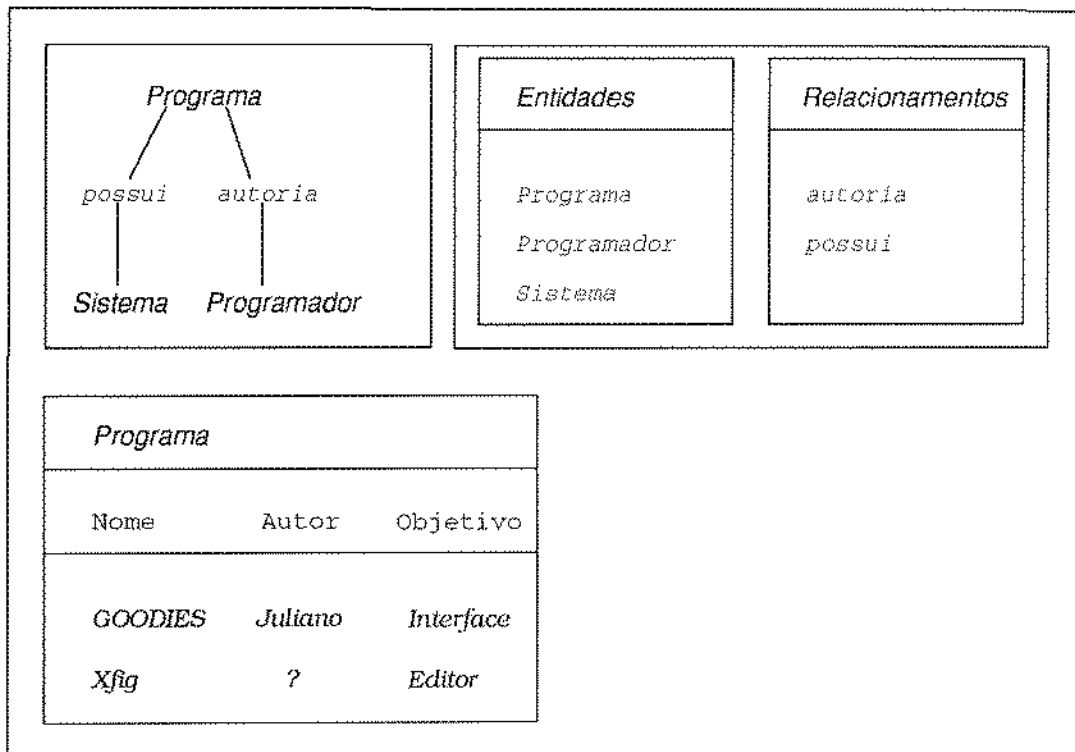 Programa
possui autoria
Sistema Programador
Entidades
Programa
Programador
Sistema
Relacionamentos
autoria
possui
Programa
Nome Autor Objetivo
GOODIES Juliano Interface
Xfig ? Editor